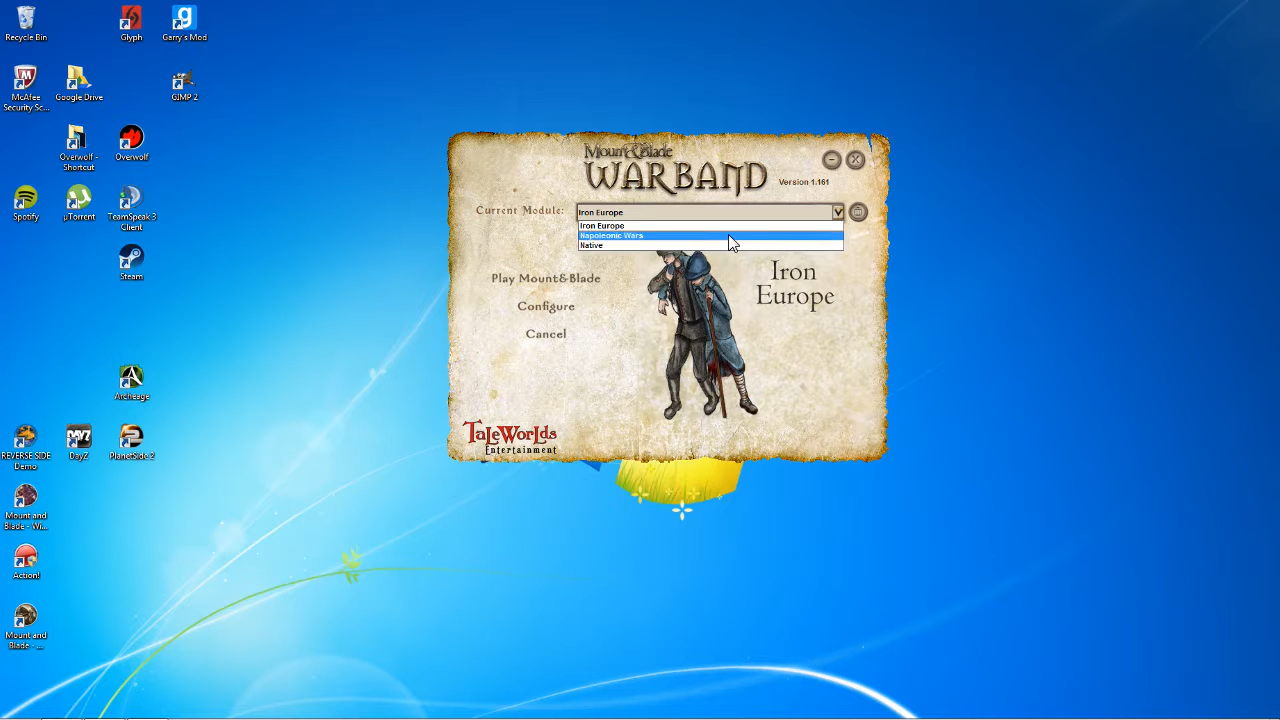 Recycle Bin
Glyph
Garry's Mod
McAfee
Security Sc...
Google Drive
GIMP 2
Overwolf -
Shortcut
Overwolf
Spotify
µTorrent
TeamSpeak 3
Client
Steam
Archeage
REVERSE SIDE
Demo
DayZ
PlanetSide 2
Mount and
Blade - Wi...
Action!
Mount and
Blade - ...
Mount&Blade
WARBAND
Version 1.161
Current Module:
Iron Europe
Iron Europe
Napoleonic Wars
Native
Play Mount&Blade
Configure
Cancel
Iron
Europe
TaleWorlds
Entertainment